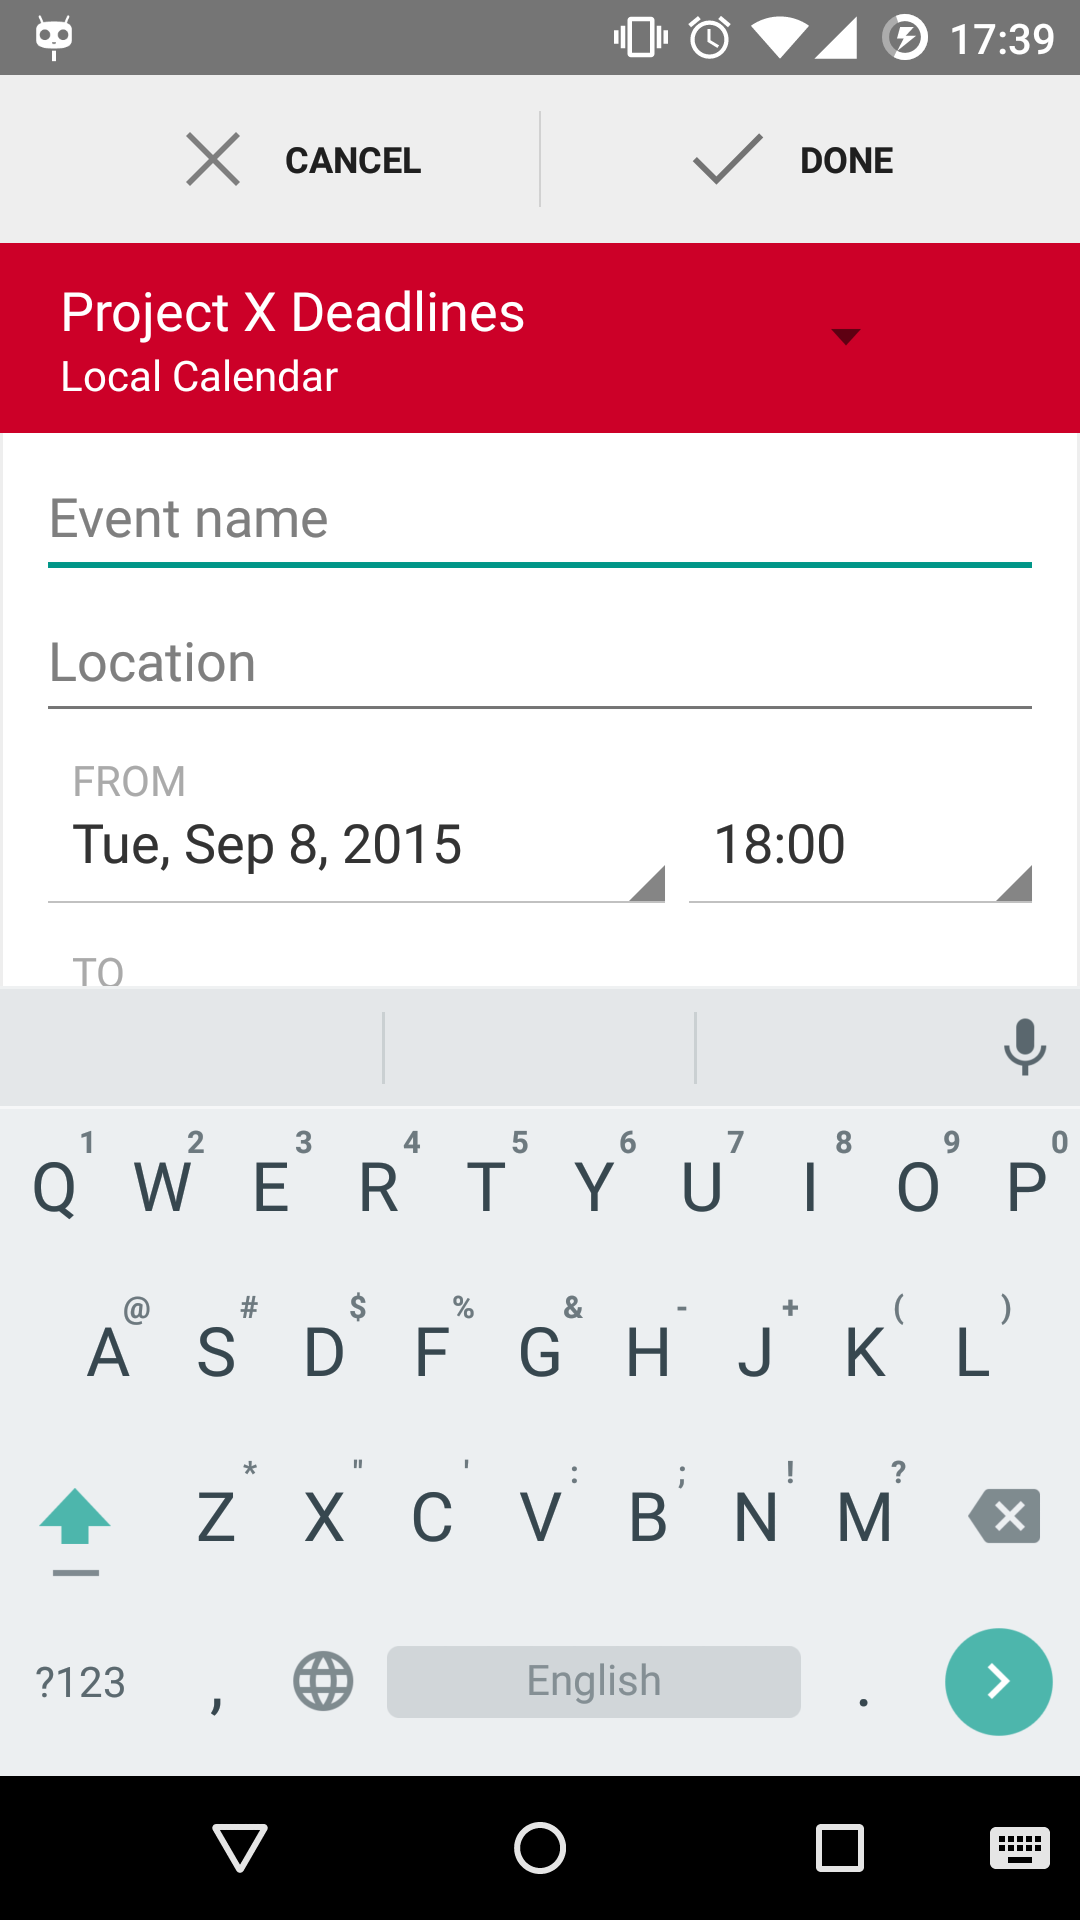 17:39
CANCEL DONE
Project X Deadlines
Local Calendar
Event name
Location
FROM
Tue, Sep 8, 2015 18:00
TO
1 2 3 4 5 6 7 8 9 0
Q W E R T Y U I O P
@ # $ % & - + ( )
A S D F G H J K L
* " ' : ; ! ?
Z X C V B N M
?123 , English .